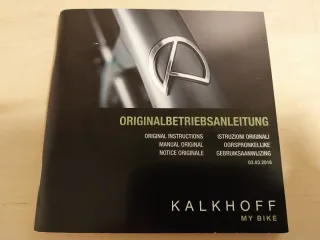 ORIGINALBETRIEBSANLEITUNG
ORIGINAL INSTRUCTIONS
MANUAL ORIGINAL
NOTICE ORIGINALE
ISTRUZIONI ORIGINALI
OORSPRONKELIJKE
GEBRUIKSAANWIJZING
03.03.2016
KALKHOFF
MY BIKE